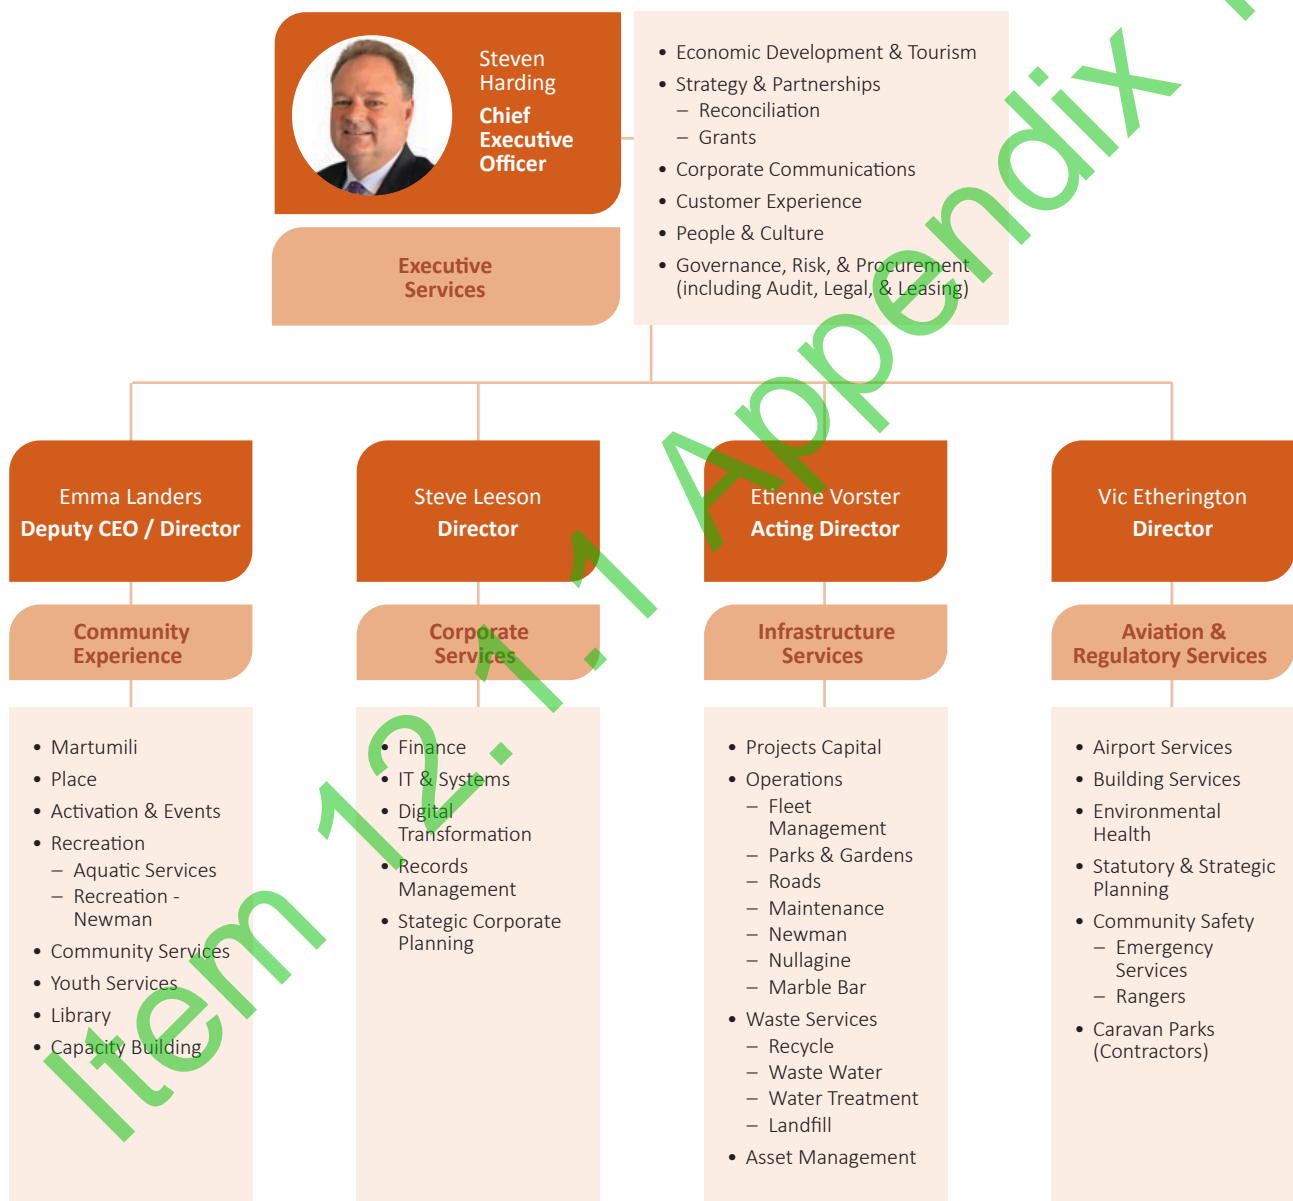 Steven
Harding
Chief
Executive
Officer
Executive
Services
• Economic Development & Tourism
• Strategy & Partnerships
– Reconciliation
– Grants
• Corporate Communications
• Customer Experience
• People & Culture
• Governance, Risk, & Procurement
(including Audit, Legal, & Leasing)
Emma Landers
Deputy CEO / Director
Community
Experience
• Martumili
• Place
• Activation & Events
• Recreation
– Aquatic Services
– Recreation -
Newman
• Community Services
• Youth Services
• Library
• Capacity Building
Steve Leeson
Director
Corporate
Services
• Finance
• IT & Systems
• Digital
Transformation
• Records
Management
• Stategic Corporate
Planning
Etienne Vorster
Acting Director
Infrastructure
Services
• Projects Capital
• Operations
– Fleet
Management
– Parks & Gardens
– Roads
– Maintenance
– Newman
– Nullagine
– Marble Bar
• Waste Services
– Recycle
– Waste Water
– Water Treatment
– Landfill
• Asset Management
Vic Etherington
Director
Aviation &
Regulatory Services
• Airport Services
• Building Services
• Environmental
Health
• Statutory & Strategic
Planning
• Community Safety
– Emergency
Services
– Rangers
• Caravan Parks
(Contractors)
Item 12.1.1 Appendix